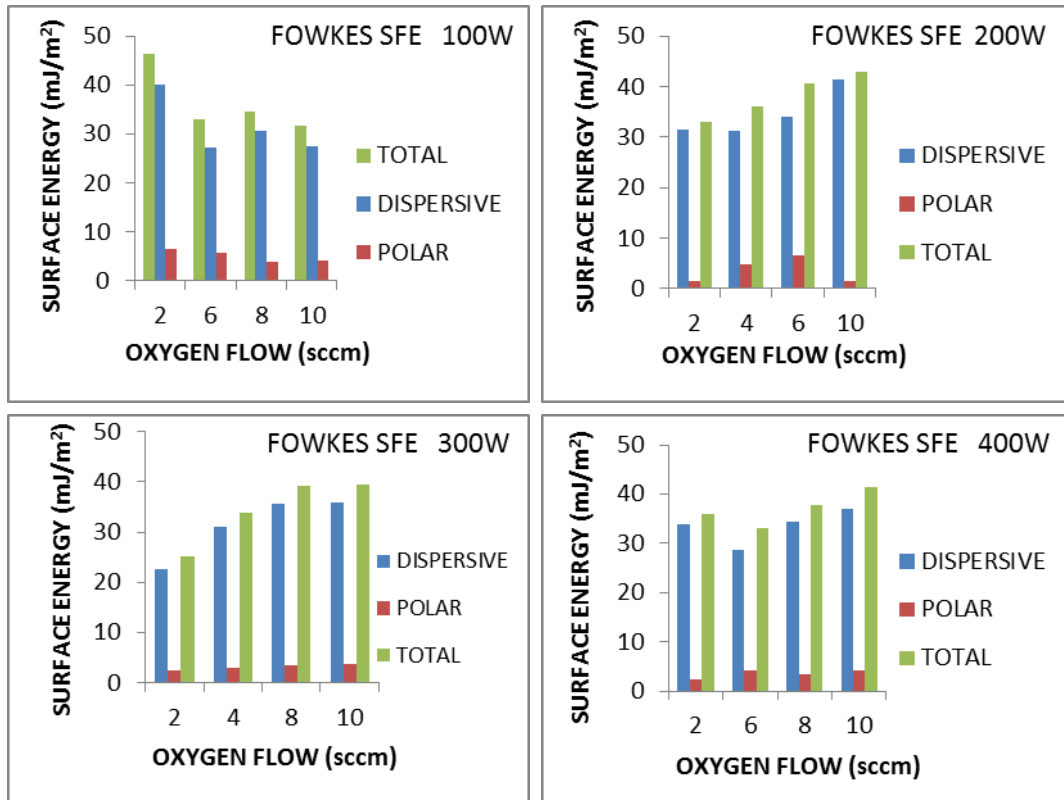 FOWKES SFE 100W
SURFACE ENERGY (mJ/m²)
50
40
30
20
10
0
TOTAL
DISPERSIVE
POLAR
2 6 8 10
OXYGEN FLOW (sccm)
FOWKES SFE 200W
SURFACE ENERGY (mJ/m²)
50
40
30
20
10
0
DISPERSIVE
POLAR
TOTAL
2 4 6 10
OXYGEN FLOW (sccm)
FOWKES SFE 300W
SURFACE ENERGY (mJ/m²)
50
40
30
20
10
0
DISPERSIVE
POLAR
TOTAL
2 4 8 10
OXYGEN FLOW (sccm)
FOWKES SFE 400W
SURFACE ENERGY (mJ/m²)
50
40
30
20
10
0
DISPERSIVE
POLAR
TOTAL
2 6 8 10
OXYGEN FLOW (sccm)